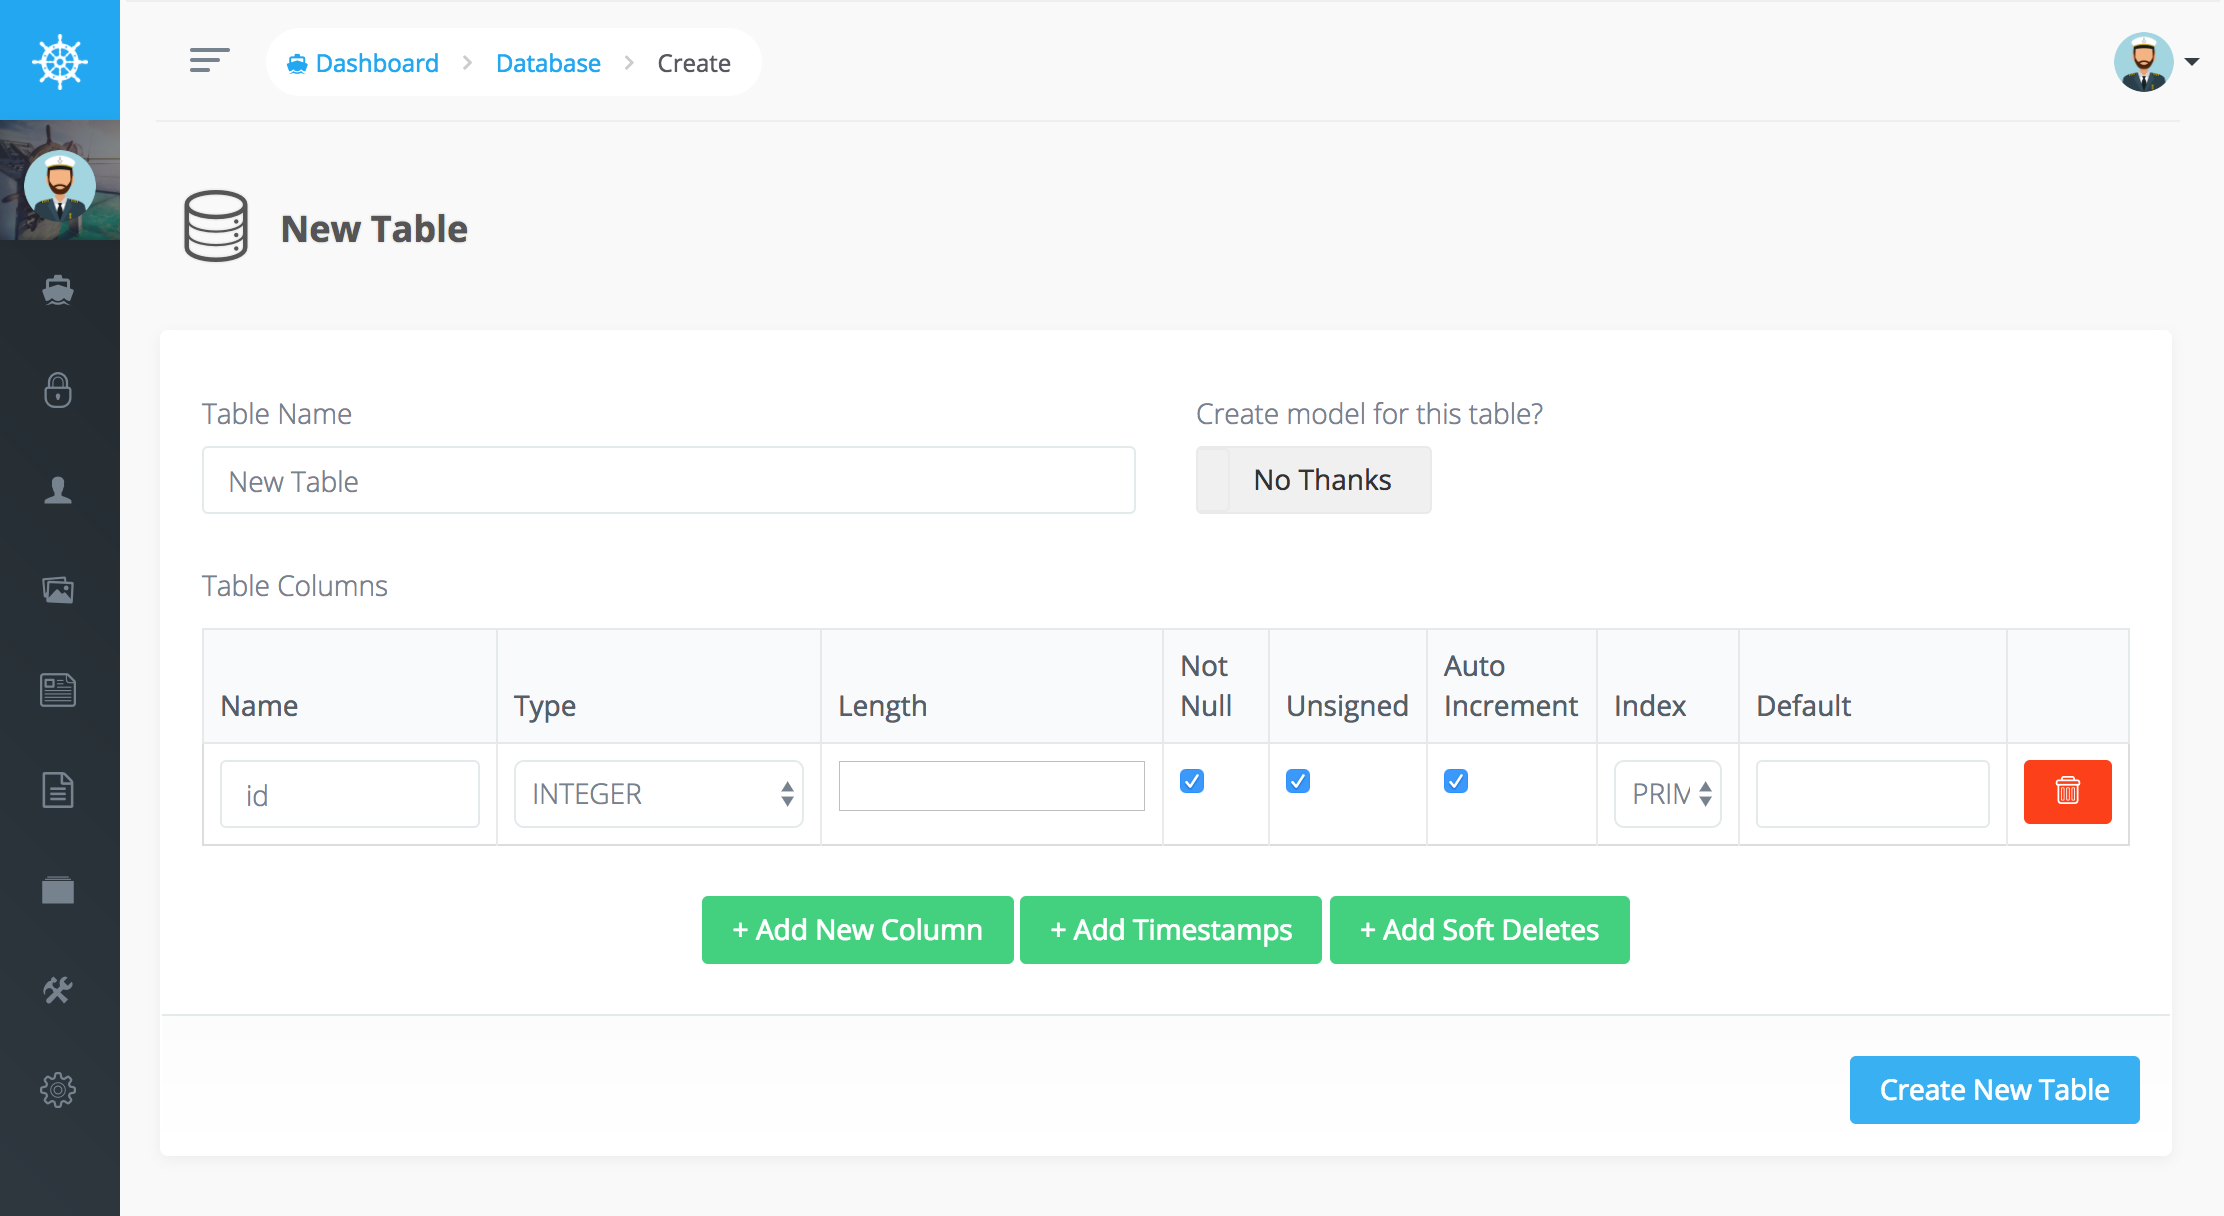 Dashboard > Database > Create
New Table
Table Name
Create model for this table?
New Table
No Thanks
Table Columns
Name Type Length Not Null Unsigned Auto Increment Index Default
id INTEGER PRIM
+ Add New Column + Add Timestamps + Add Soft Deletes
Create New Table